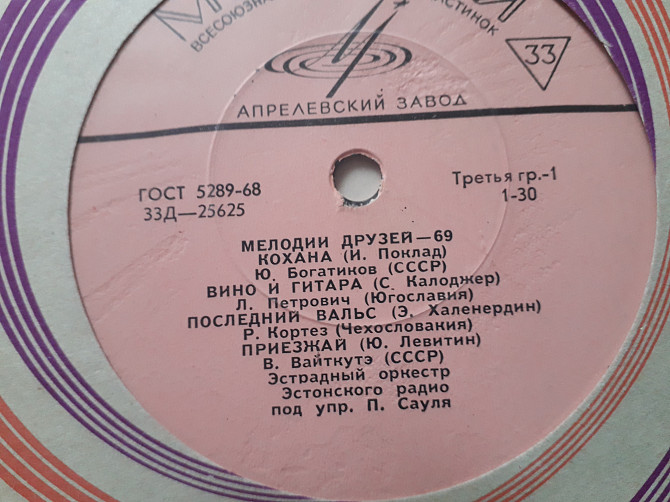 33
АПРЕЛЕВСКИЙ ЗАВОД
ГОСТ 5289-68
33Д—25625
Третья гр.-1
1-30
МЕЛОДИИ ДРУЗЕЙ—69
КОХАНА (И. Поклад)
Ю. Богатиков (СССР)
ВИНО И ГИТАРА (С. Калоджер)
Л. Петрович (Югославия)
ПОСЛЕДНИЙ ВАЛЬС (Э. Халенердин)
Р. Кортез (Чехословакия)
ПРИЕЗЖАЙ (Ю. Левитин)
В. Вайткутэ (СССР)
Эстрадный оркестр
Эстонского радио
под упр. П. Сауля